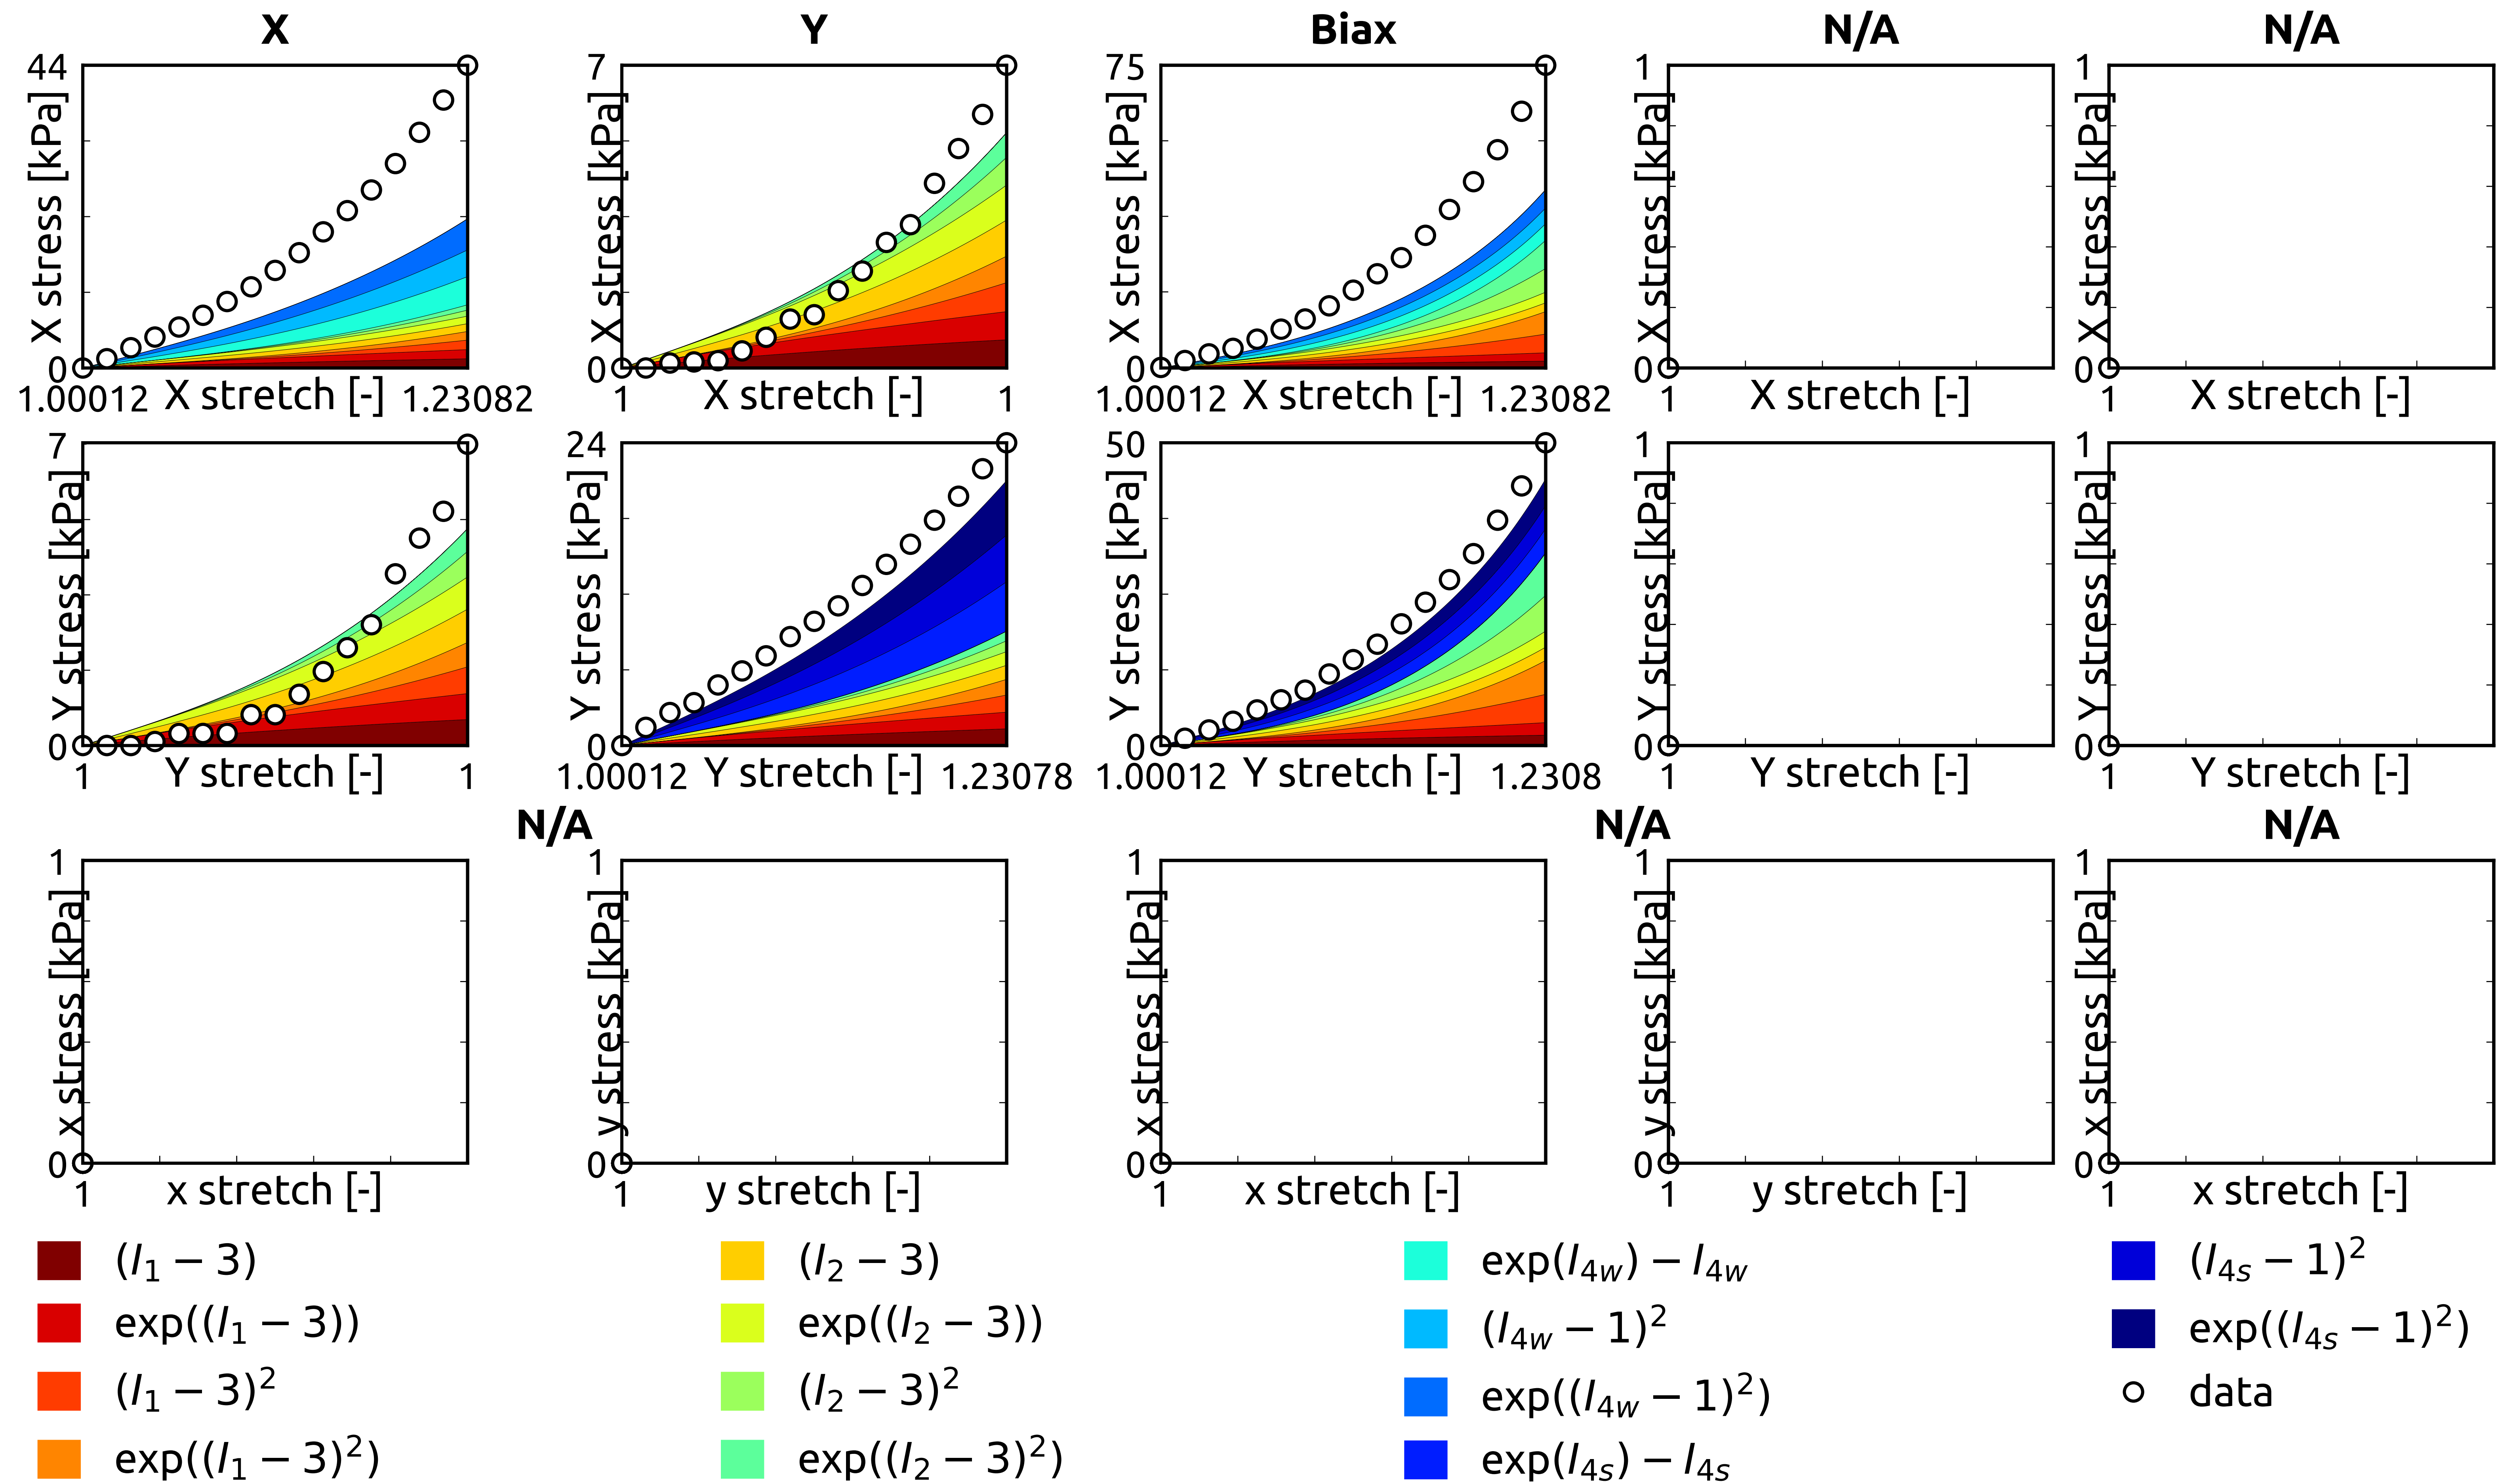 X Y Biax N/A N/A
44 7 75 1 1
X stress [kPa] X stress [kPa] X stress [kPa] X stress [kPa] X stress [kPa]
0 0 0 0 0
1.00012 X stretch [-] 1.23082 1 X stretch [-] 1 1.00012 X stretch [-] 1.23082 1 X stretch [-] 1 X stretch [-]
7 24 50 1 1
Y stress [kPa] Y stress [kPa] Y stress [kPa] Y stress [kPa] Y stress [kPa]
0 0 0 0 0
1 Y stretch [-] 1 1.00012 Y stretch [-] 1.23078 1.00012 Y stretch [-] 1.2308 1 Y stretch [-] 1 Y stretch [-]
N/A N/A N/A
1 1 1 1 1
x stress [kPa] y stress [kPa] x stress [kPa] y stress [kPa] x stress [kPa]
0 0 0 0 0
1 x stretch [-] 1 y stretch [-] 1 x stretch [-] 1 y stretch [-] 1 x stretch [-]
(I₁ − 3) (I₂ − 3) exp(I₄w) − I₄w (I₄s − 1)²
exp((I₁ − 3)) exp((I₂ − 3)) (I₄w − 1)² exp((I₄s − 1)²)
(I₁ − 3)² (I₂ − 3)² exp((I₄w − 1)²) data
exp((I₁ − 3)²) exp((I₂ − 3)²) exp(I₄s) − I₄s